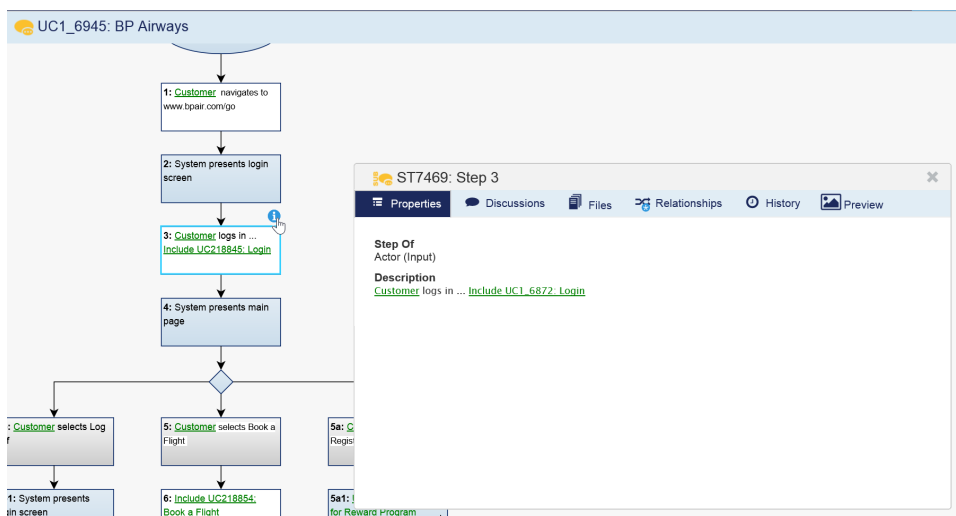 UC1_6945: BP Airways
1: Customer navigates to
www.bpair.com/go
2: System presents login
screen
3: Customer logs in ...
Include UC218845: Login
4: System presents main
page
: Customer selects Log
5: Customer selects Book a
Flight
5a:
1: System presents
screen
6: Include UC218854:
Book a Flight
5a1:
for Reward Program
ST7469: Step 3
Properties
Discussions
Files
Relationships
History
Preview
Step Of
Actor (Input)
Description
Customer logs in ... Include UC1_6872: Login